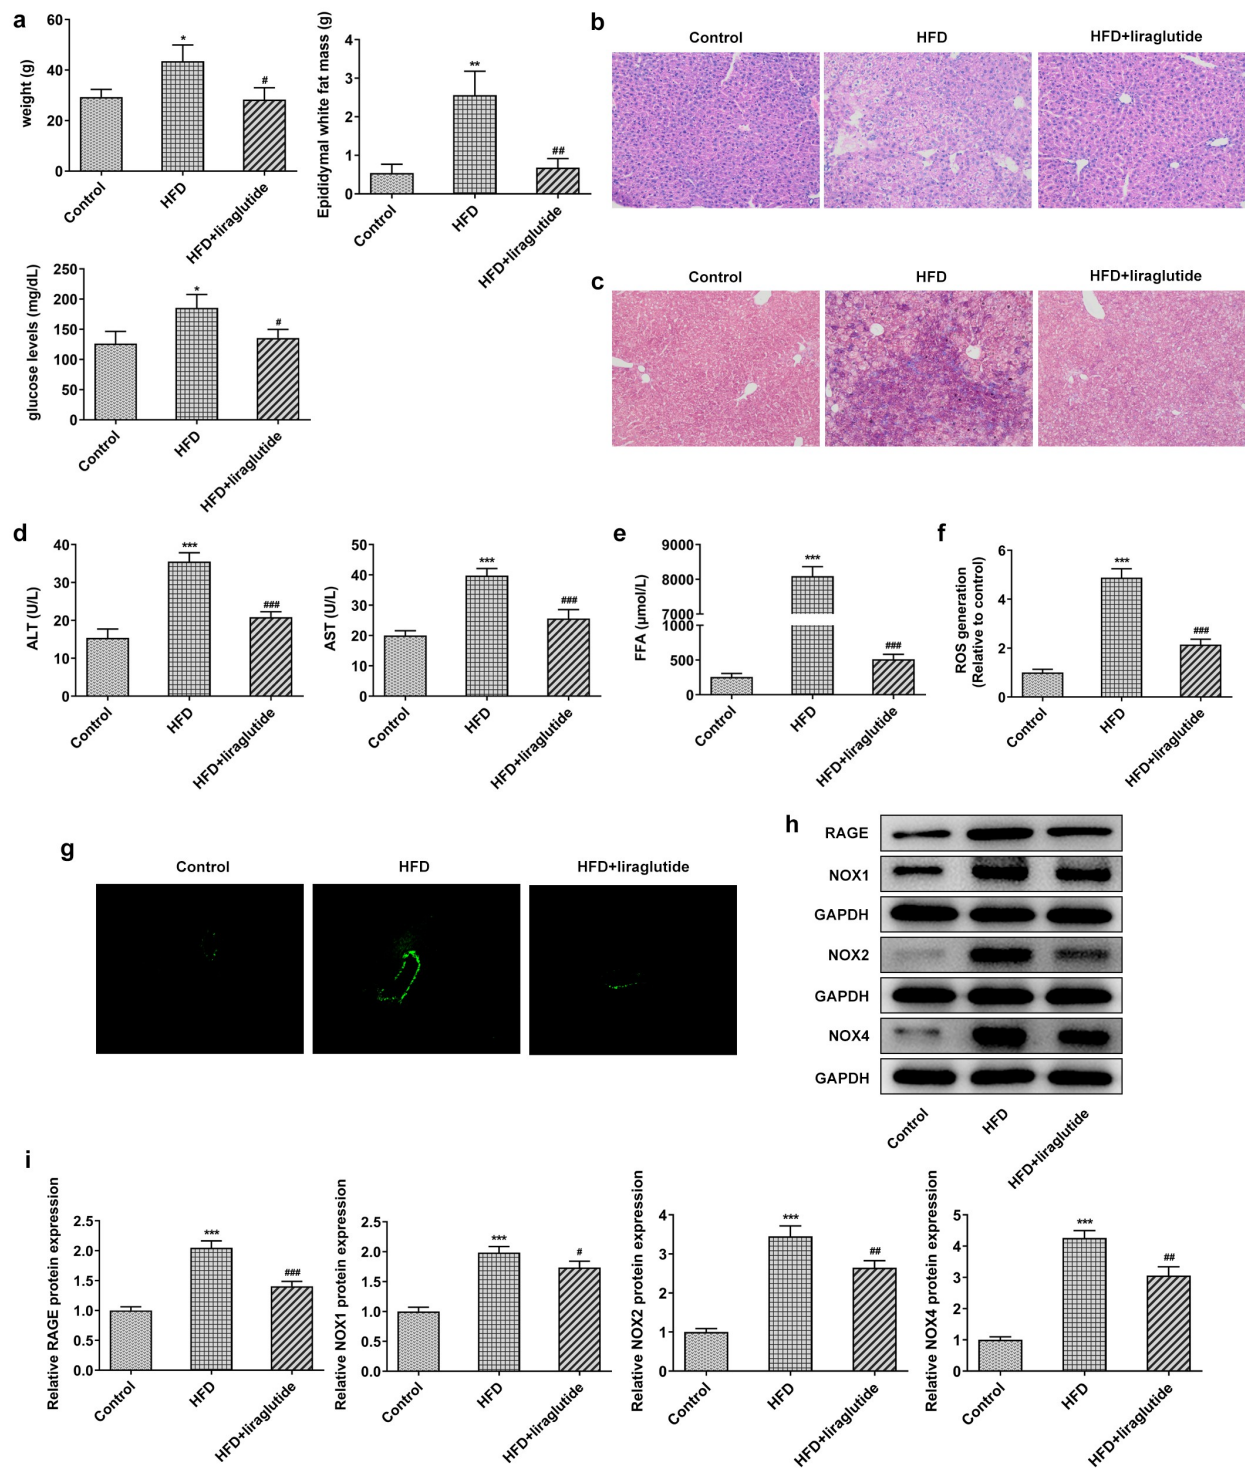 a
weight (g)
60
40
20
0
*
#
Control
HFD
HFD+liraglutide
Epididymal white fat mass (g)
4
3
2
1
0
**
##
Control
HFD
HFD+liraglutide
glucose levels (mg/dL)
250
200
150
100
50
0
*
#
Control
HFD
HFD+liraglutide
b
Control
HFD
HFD+liraglutide
c
Control
HFD
HFD+liraglutide
d
ALT (U/L)
40
30
20
10
0
***
###
Control
HFD
HFD+liraglutide
AST (U/L)
50
40
30
20
10
0
***
###
Control
HFD
HFD+liraglutide
e
FFA (μmol/L)
9000
8000
7000
1000
500
0
***
###
Control
HFD
HFD+liraglutide
f
ROS generation
(Relative to control)
6
4
2
0
***
###
Control
HFD
HFD+liraglutide
g
Control
HFD
HFD+liraglutide
h
RAGE
NOX1
GAPDH
NOX2
GAPDH
NOX4
GAPDH
Control
HFD
HFD+liraglutide
i
Relative RAGE protein expression
2.5
2.0
1.5
1.0
0.5
0.0
***
###
Control
HFD
HFD+liraglutide
Relative NOX1 protein expression
2.5
2.0
1.5
1.0
0.5
0.0
***
#
Control
HFD
HFD+liraglutide
Relative NOX2 protein expression
4
3
2
1
0
***
##
Control
HFD
HFD+liraglutide
Relative NOX4 protein expression
5
4
3
2
1
0
***
##
Control
HFD
HFD+liraglutide